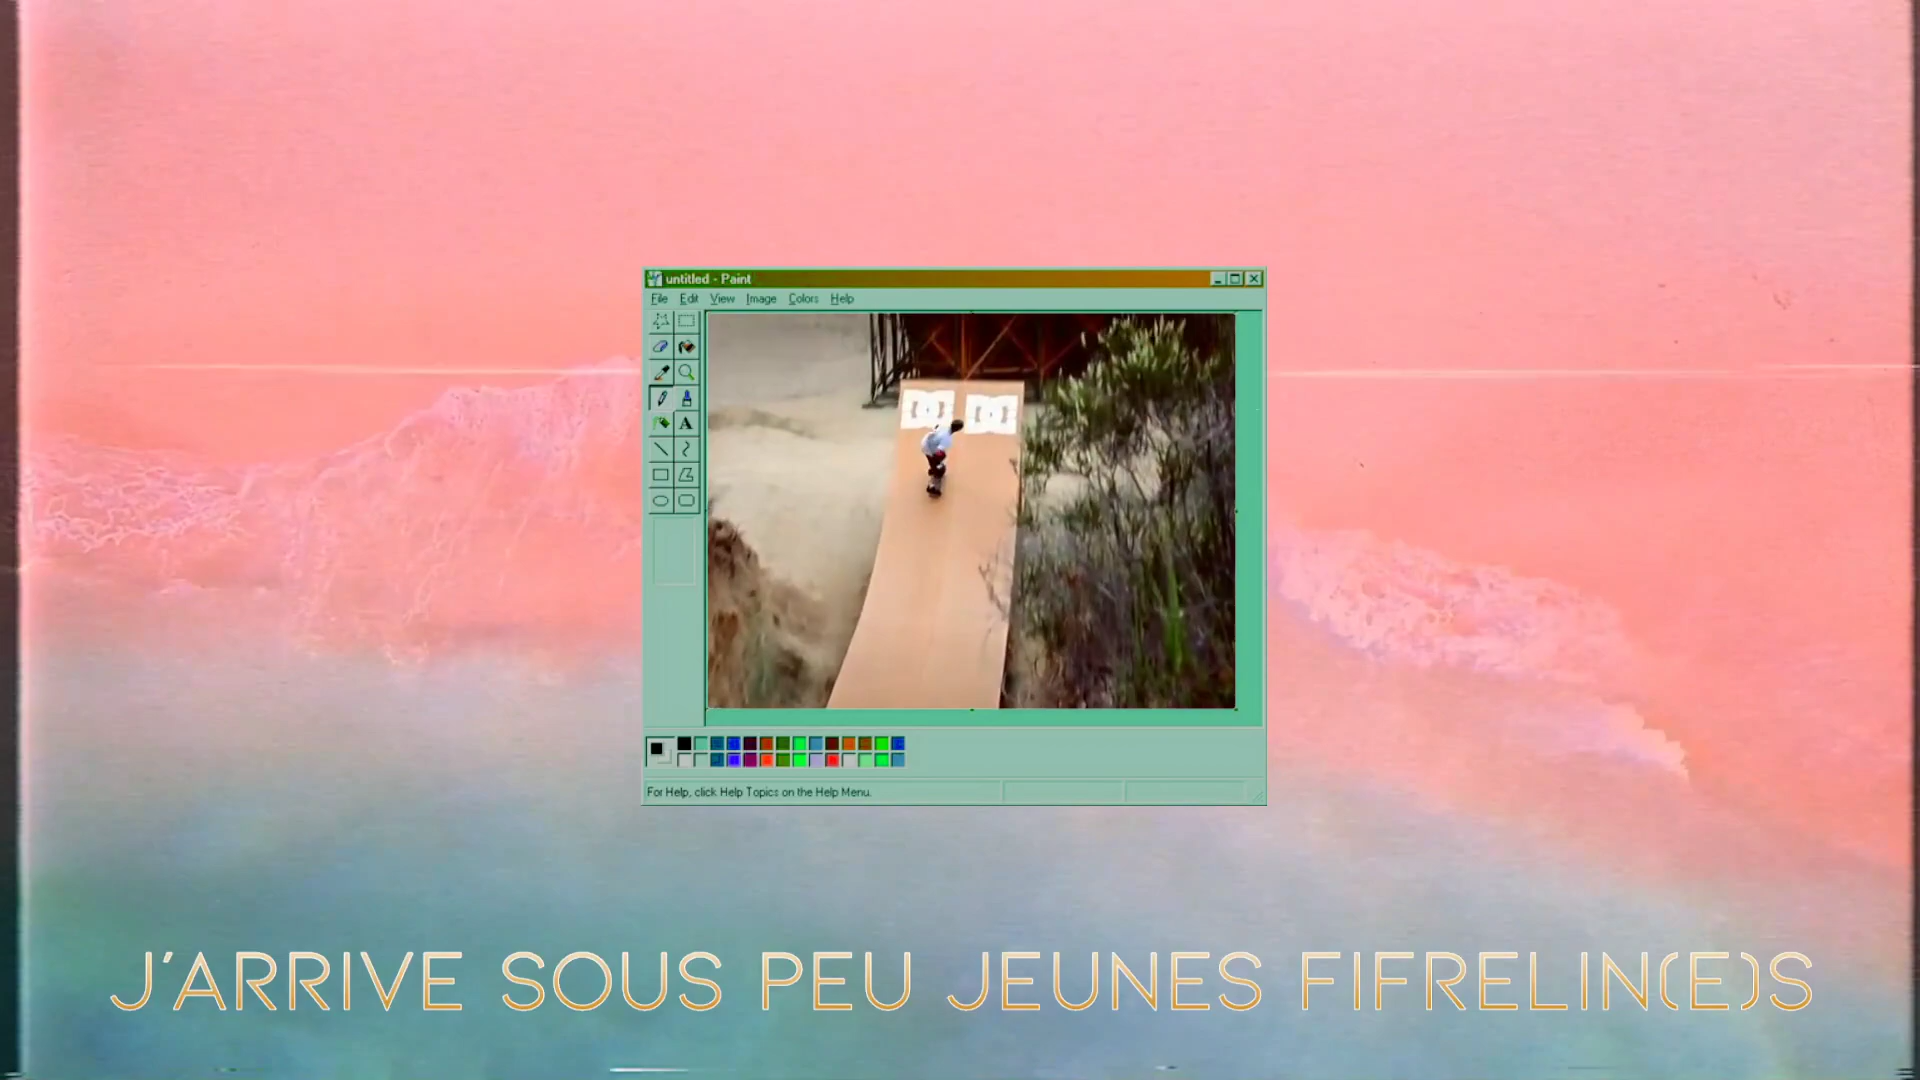 untitled - Paint
File Edit View Image Colors Help
A
For Help, click Help Topics on the Help Menu.
J'ARRIVE SOUS PEU JEUNES FIFRELIN(E)S